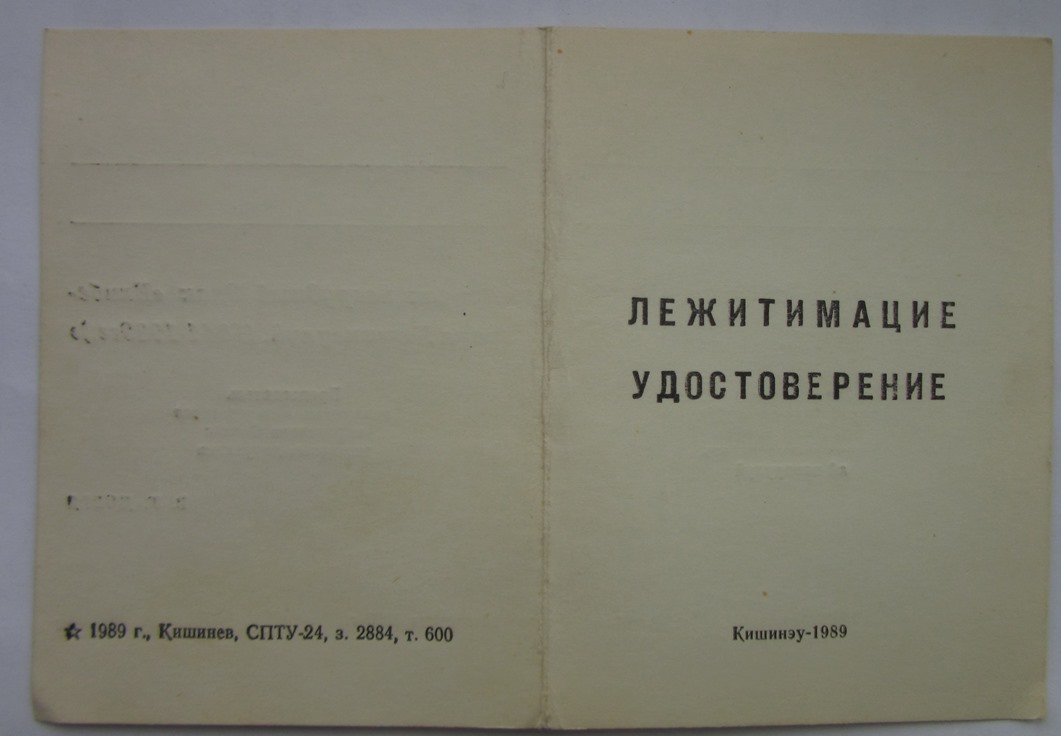 ☆ 1989 г., Кишинев, СПТУ-24, з. 2884, т. 600
ЛЕЖИТИМАЦИЕ
УДОСТОВЕРЕНИЕ
Кишинэу-1989